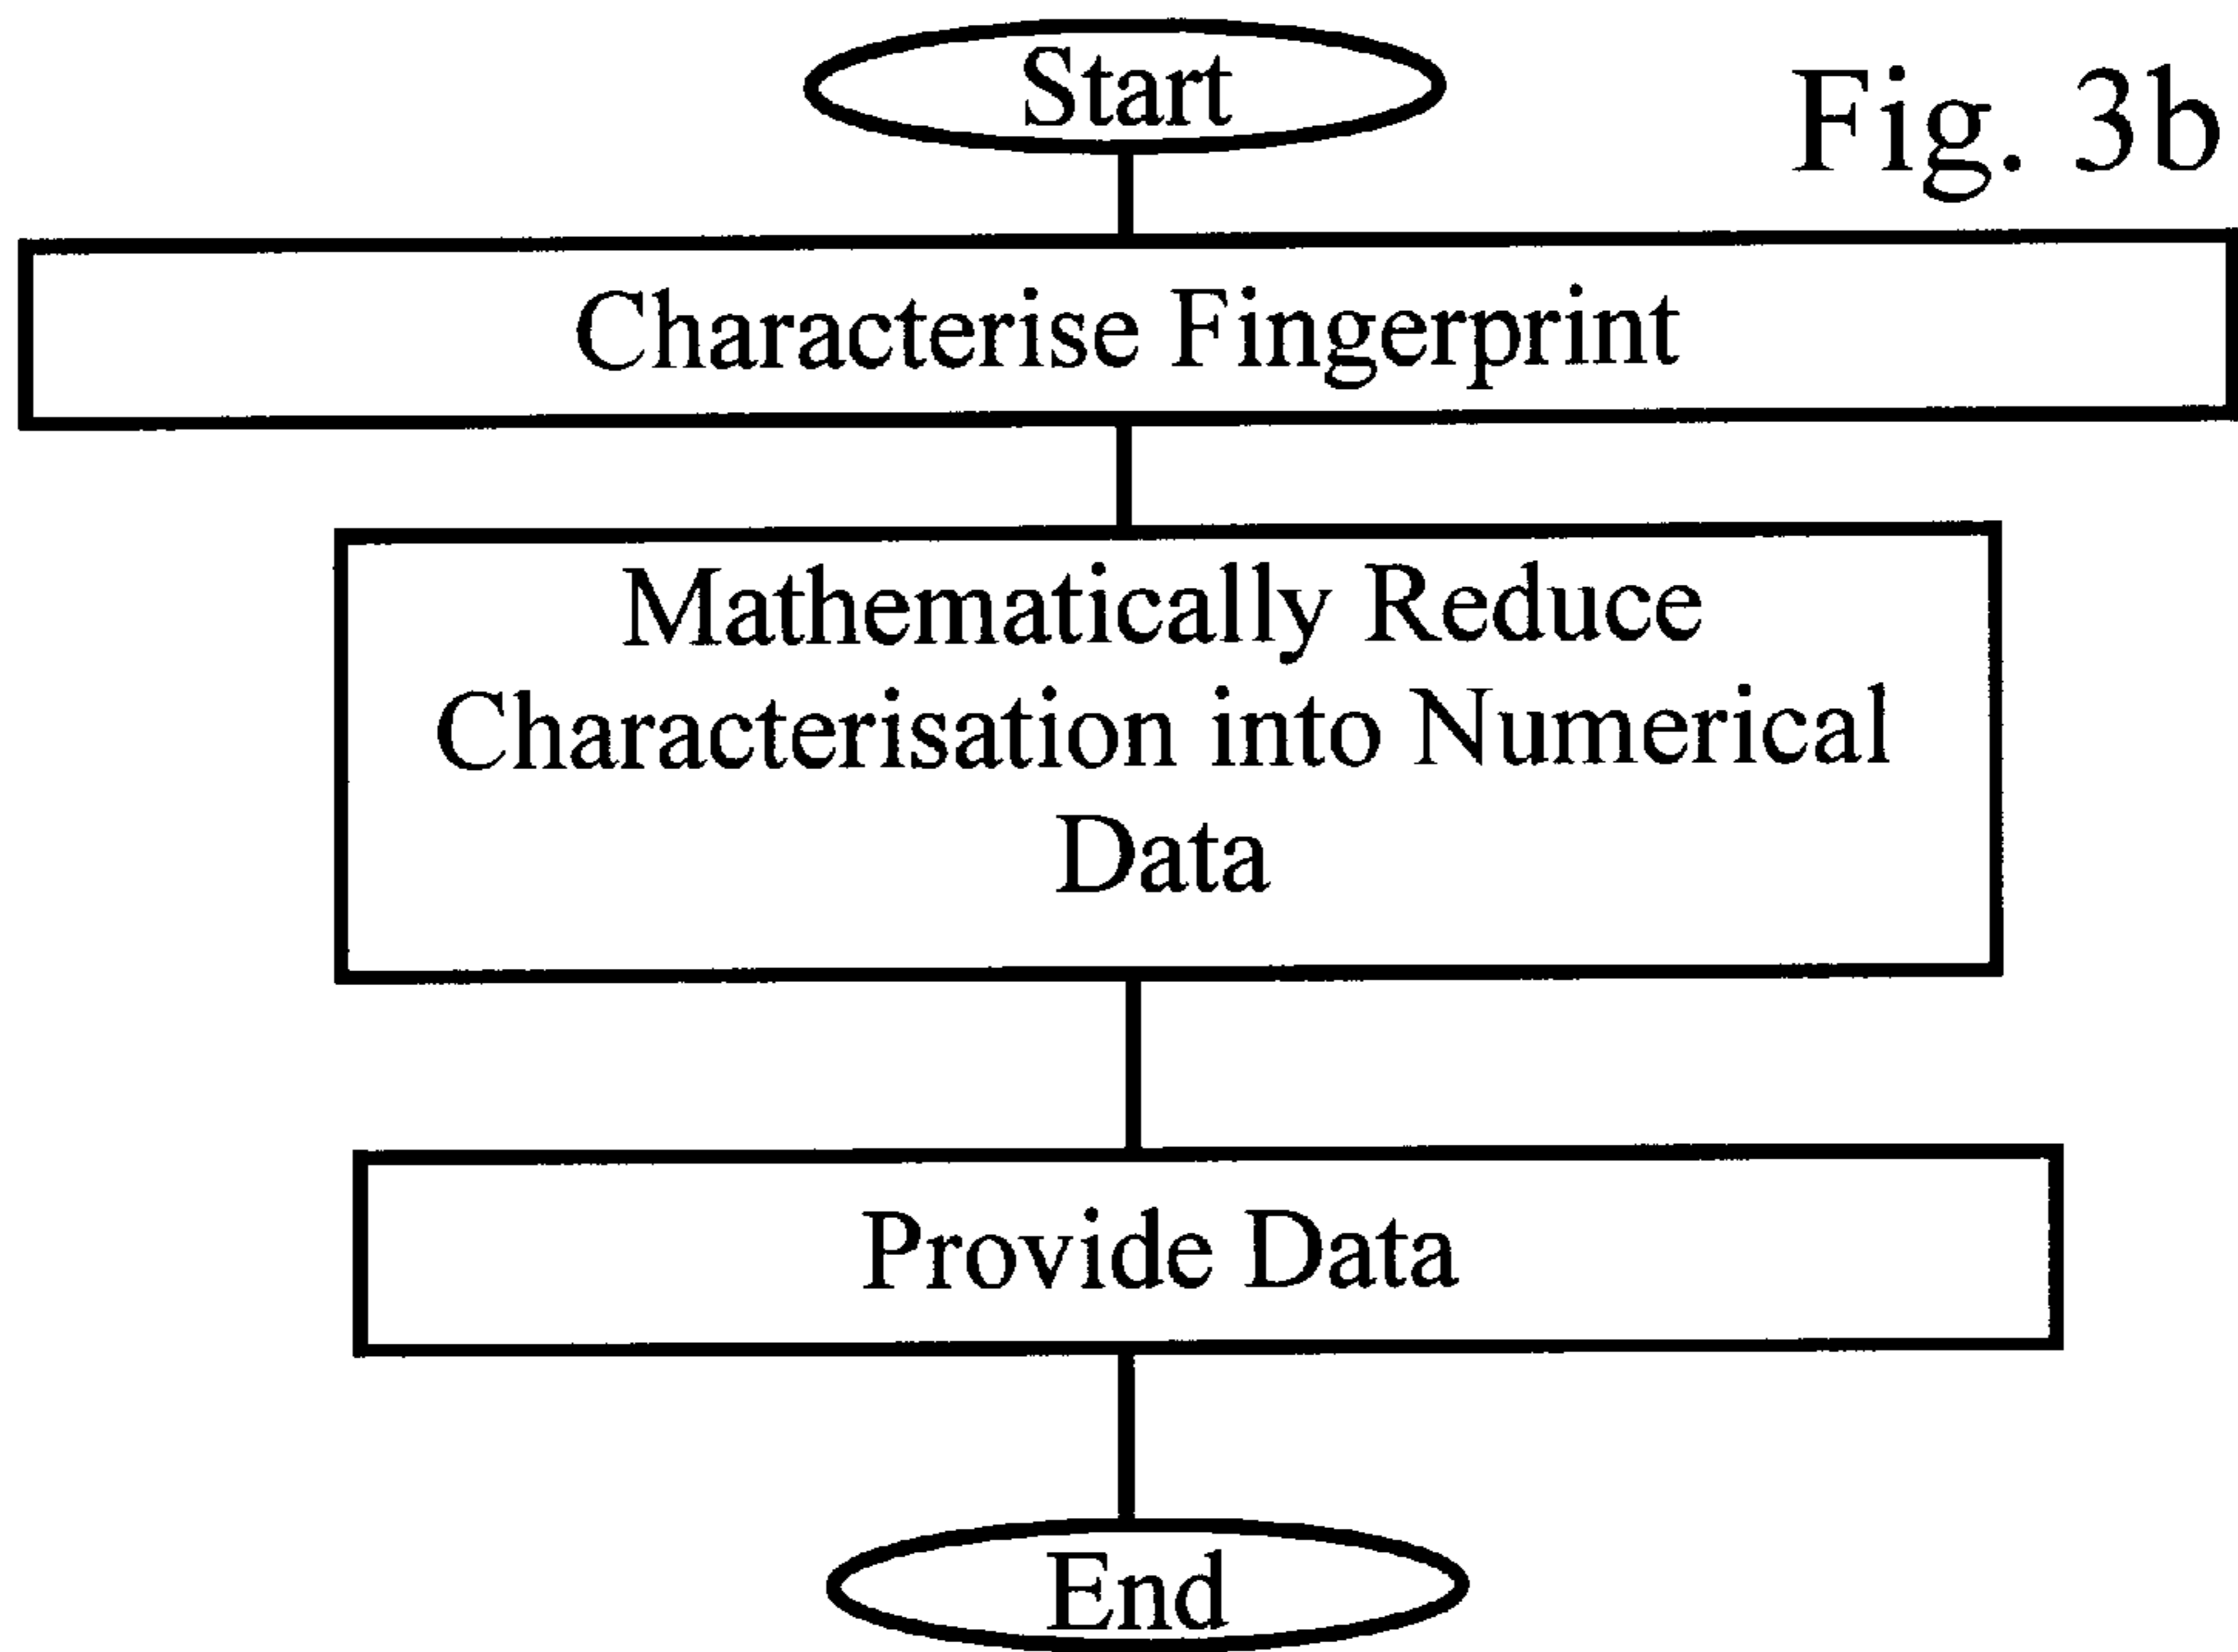 Start
Fig. 3b
Characterise Fingerprint
Mathematically Reduce
Characterisation into Numerical
Data
Provide Data
End